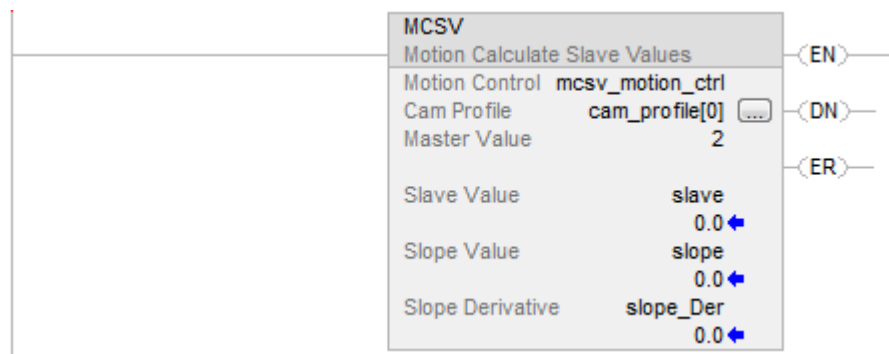 MCSV
Motion Calculate Slave Values (EN)
Motion Control mcsv_motion_ctrl
Cam Profile cam_profile[0] ... (DN)
Master Value 2
(ER)
Slave Value slave
0.0
Slope Value slope
0.0
Slope Derivative slope_Der
0.0